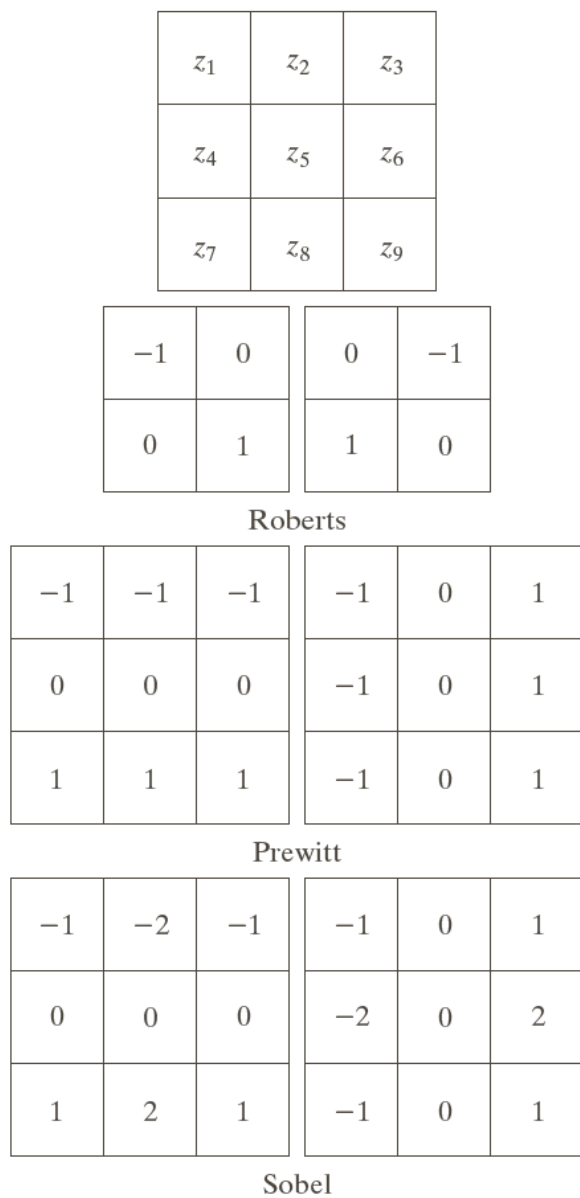 z₁ z₂ z₃
z₄ z₅ z₆
z₇ z₈ z₉
−1 0 0 −1
0 1 1 0
Roberts
−1 −1 −1 −1 0 1
0 0 0 −1 0 1
1 1 1 −1 0 1
Prewitt
−1 −2 −1 −1 0 1
0 0 0 −2 0 2
1 2 1 −1 0 1
Sobel